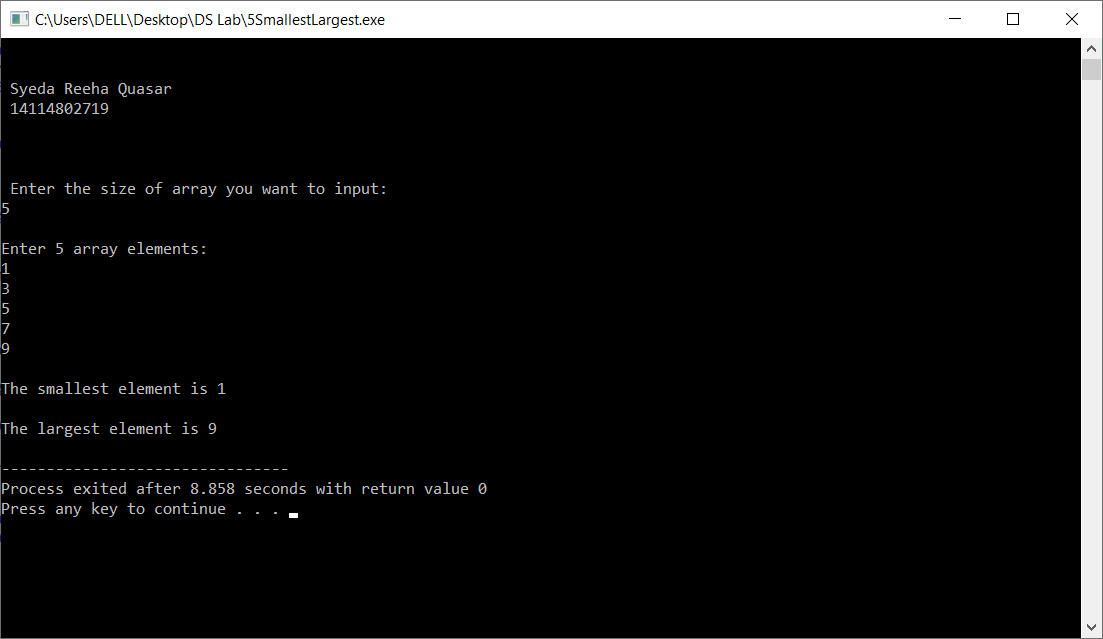 C:\Users\DELL\Desktop\DS Lab\5SmallestLargest.exe
Syeda Reeha Quasar
14114802719
Enter the size of array you want to input:
5
Enter 5 array elements:
1
3
5
7
9
The smallest element is 1
The largest element is 9
--------------------------------
Process exited after 8.858 seconds with return value 0
Press any key to continue . . .